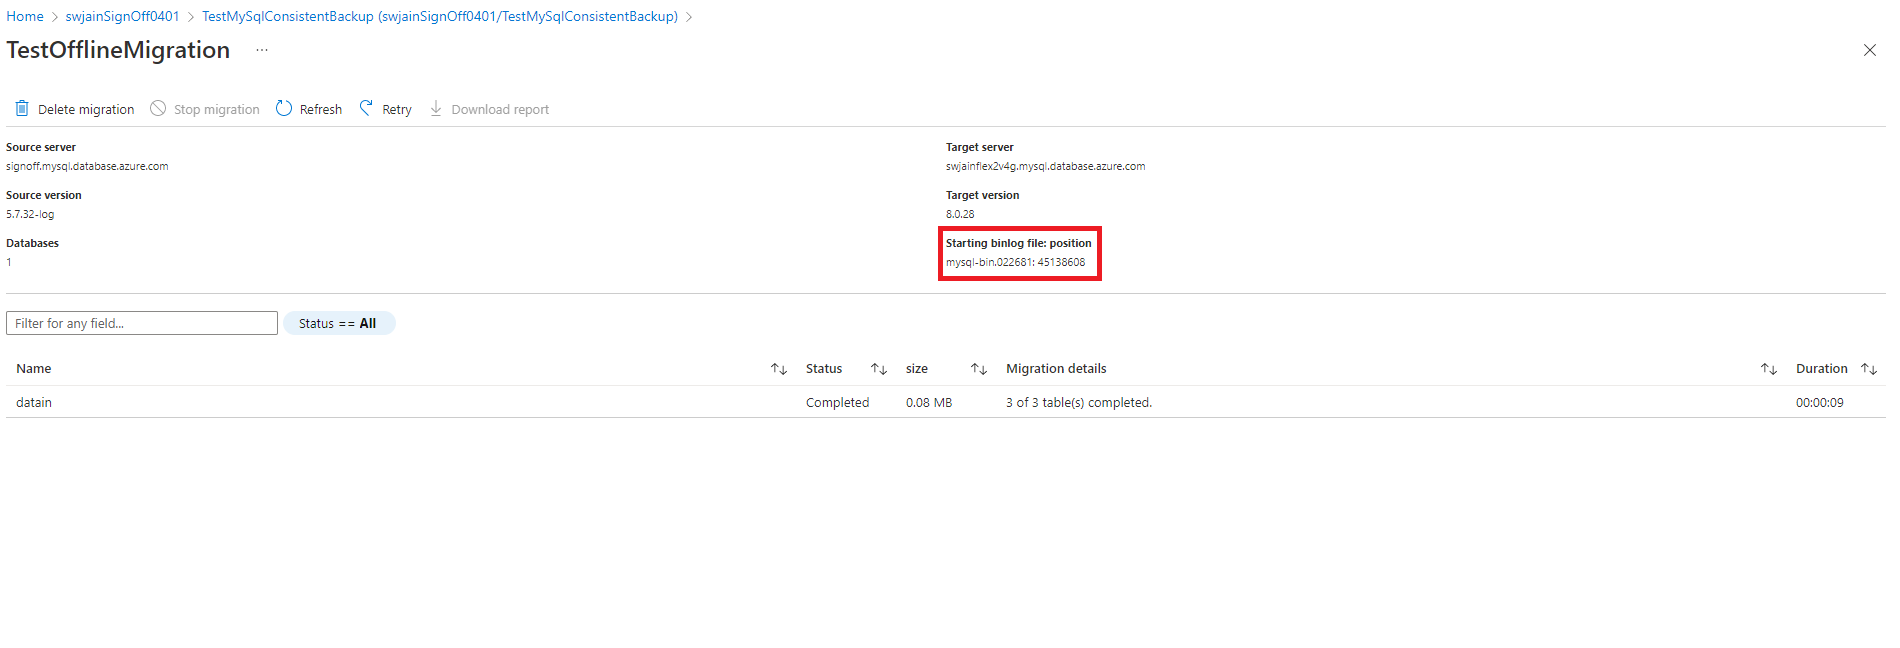 Home > swjainSignOff0401 > TestMySqlConsistentBackup (swjainSignOff0401/TestMySqlConsistentBackup) >
TestOfflineMigration ...
Delete migration Stop migration Refresh Retry Download report
Source server
signoff.mysql.database.azure.com
Target server
swjainflex2v4g.mysql.database.azure.com
Source version
5.7.32-log
Target version
8.0.28
Databases
1
Starting binlog file: position
mysql-bin.022681: 45138608
Filter for any field... Status == All
Name Status size Migration details Duration
datain Completed 0.08 MB 3 of 3 table(s) completed. 00:00:09